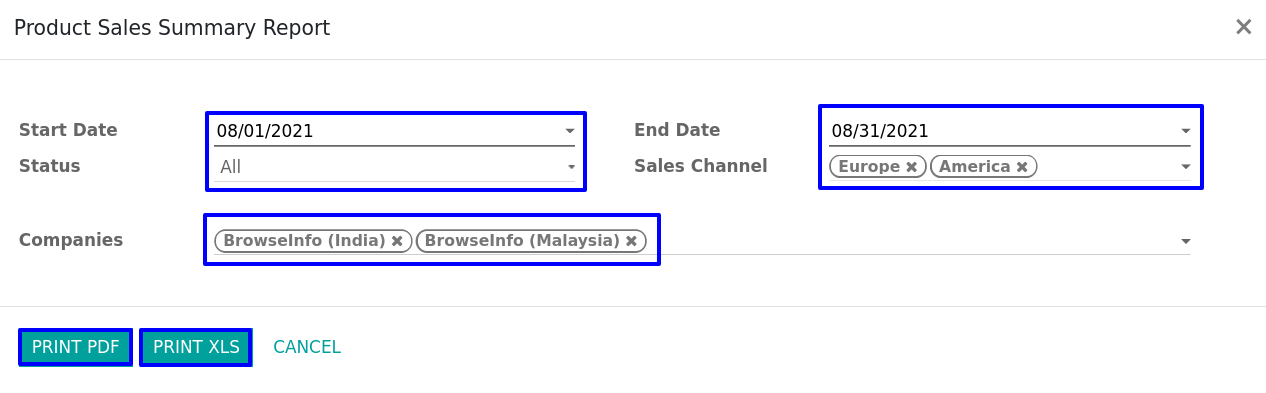 Product Sales Summary Report ×
Start Date 08/01/2021 End Date 08/31/2021
Status All Sales Channel Europe × America ×
Companies BrowseInfo (India) × BrowseInfo (Malaysia) ×
PRINT PDF PRINT XLS CANCEL